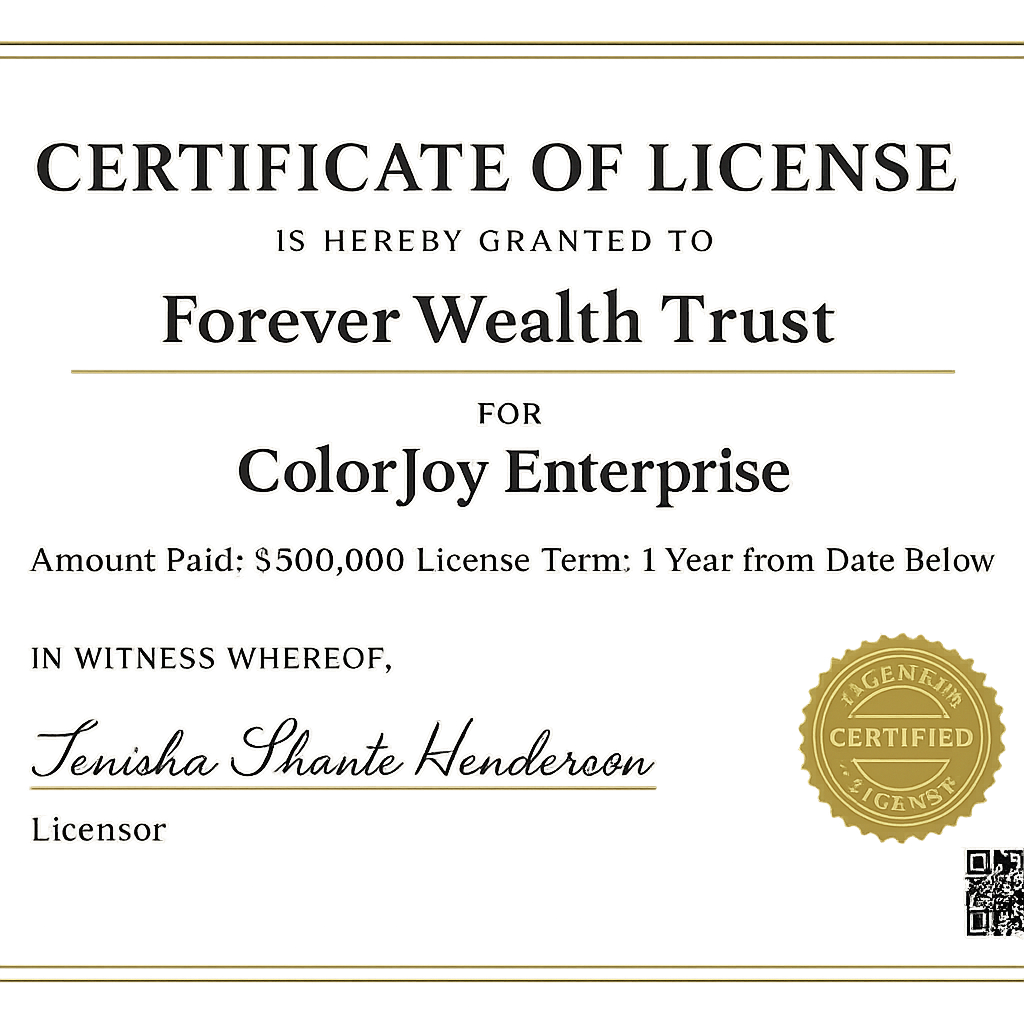 CERTIFICATE OF LICENSE
IS HEREBY GRANTED TO
Forever Wealth Trust
FOR
ColorJoy Enterprise
Amount Paid: $500,000 License Term: 1 Year from Date Below
IN WITNESS WHEREOF,
Tenisha Shante Henderson
Licensor
CERTIFIED